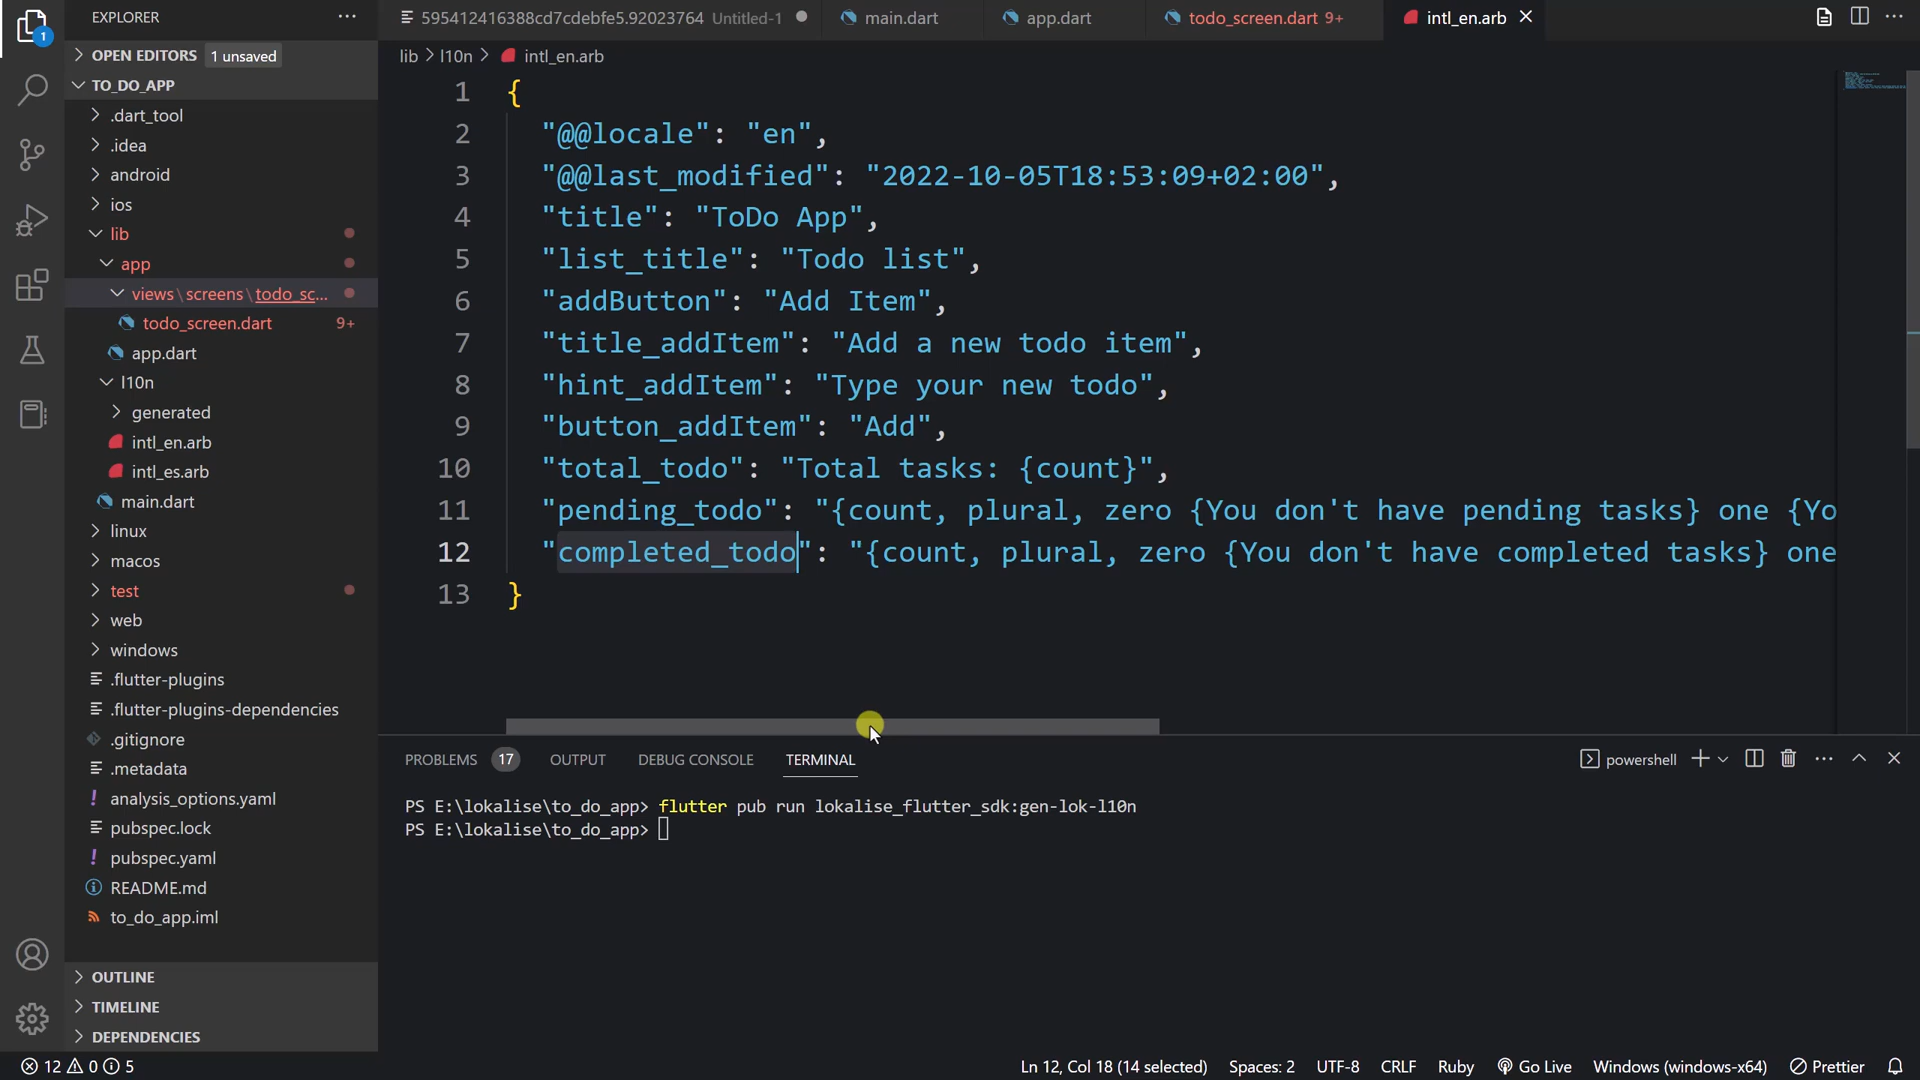 EXPLORER
OPEN EDITORS 1 unsaved
TO_DO_APP
.dart_tool
.idea
android
ios
lib
app
views\screens\todo_sc...
todo_screen.dart 9+
app.dart
l10n
generated
intl_en.arb
intl_es.arb
main.dart
linux
macos
test
web
windows
.flutter-plugins
.flutter-plugins-dependencies
.gitignore
.metadata
analysis_options.yaml
pubspec.lock
pubspec.yaml
README.md
to_do_app.iml
OUTLINE
TIMELINE
DEPENDENCIES
1
595412416388cd7cdebfe5.92023764 Untitled-1
main.dart
app.dart
todo_screen.dart 9+
intl_en.arb
lib > l10n > intl_en.arb
1 {
2 "@@locale": "en",
3 "@@last_modified": "2022-10-05T18:53:09+02:00",
4 "title": "ToDo App",
5 "list_title": "Todo list",
6 "addButton": "Add Item",
7 "title_addItem": "Add a new todo item",
8 "hint_addItem": "Type your new todo",
9 "button_addItem": "Add",
10 "total_todo": "Total tasks: {count}",
11 "pending_todo": "{count, plural, zero {You don't have pending tasks} one {Yo
12 "completed_todo": "{count, plural, zero {You don't have completed tasks} one
13 }
PROBLEMS 17 OUTPUT DEBUG CONSOLE TERMINAL
powershell
PS E:\lokalise\to_do_app> flutter pub run lokalise_flutter_sdk:gen-lok-l10n
PS E:\lokalise\to_do_app>
12 0 5
Ln 12, Col 18 (14 selected) Spaces: 2 UTF-8 CRLF Ruby Go Live Windows (windows-x64) Prettier